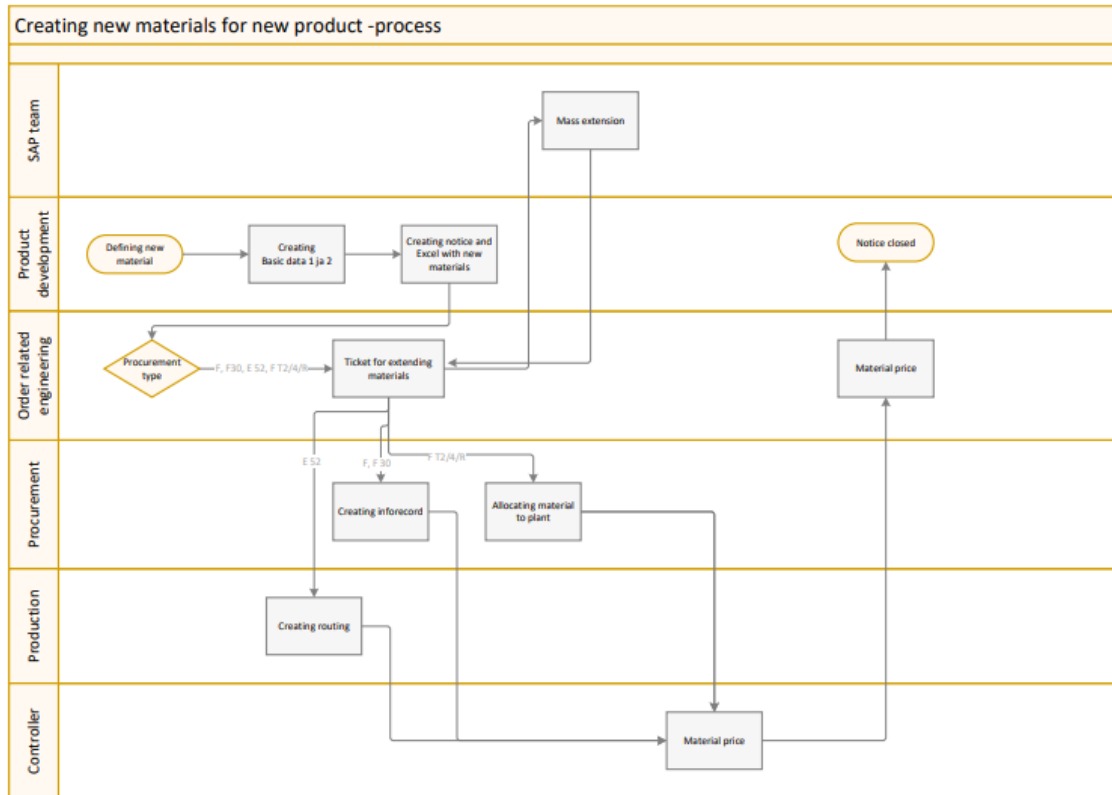 Creating new materials for new product -process
SAP team
Mass extension
Product
development
Defining new
material
Creating
Basic data 1 ja 2
Creating notice and
Excel with new
materials
Notice closed
Order related
engineering
Procurement
type
F, F30, E 52, F T2/4/R
Ticket for extending
materials
Material price
Procurement
E 52
F, F 30
F T2/4/R
Creating inforecord
Allocating material
to plant
Production
Creating routing
Controller
Material price